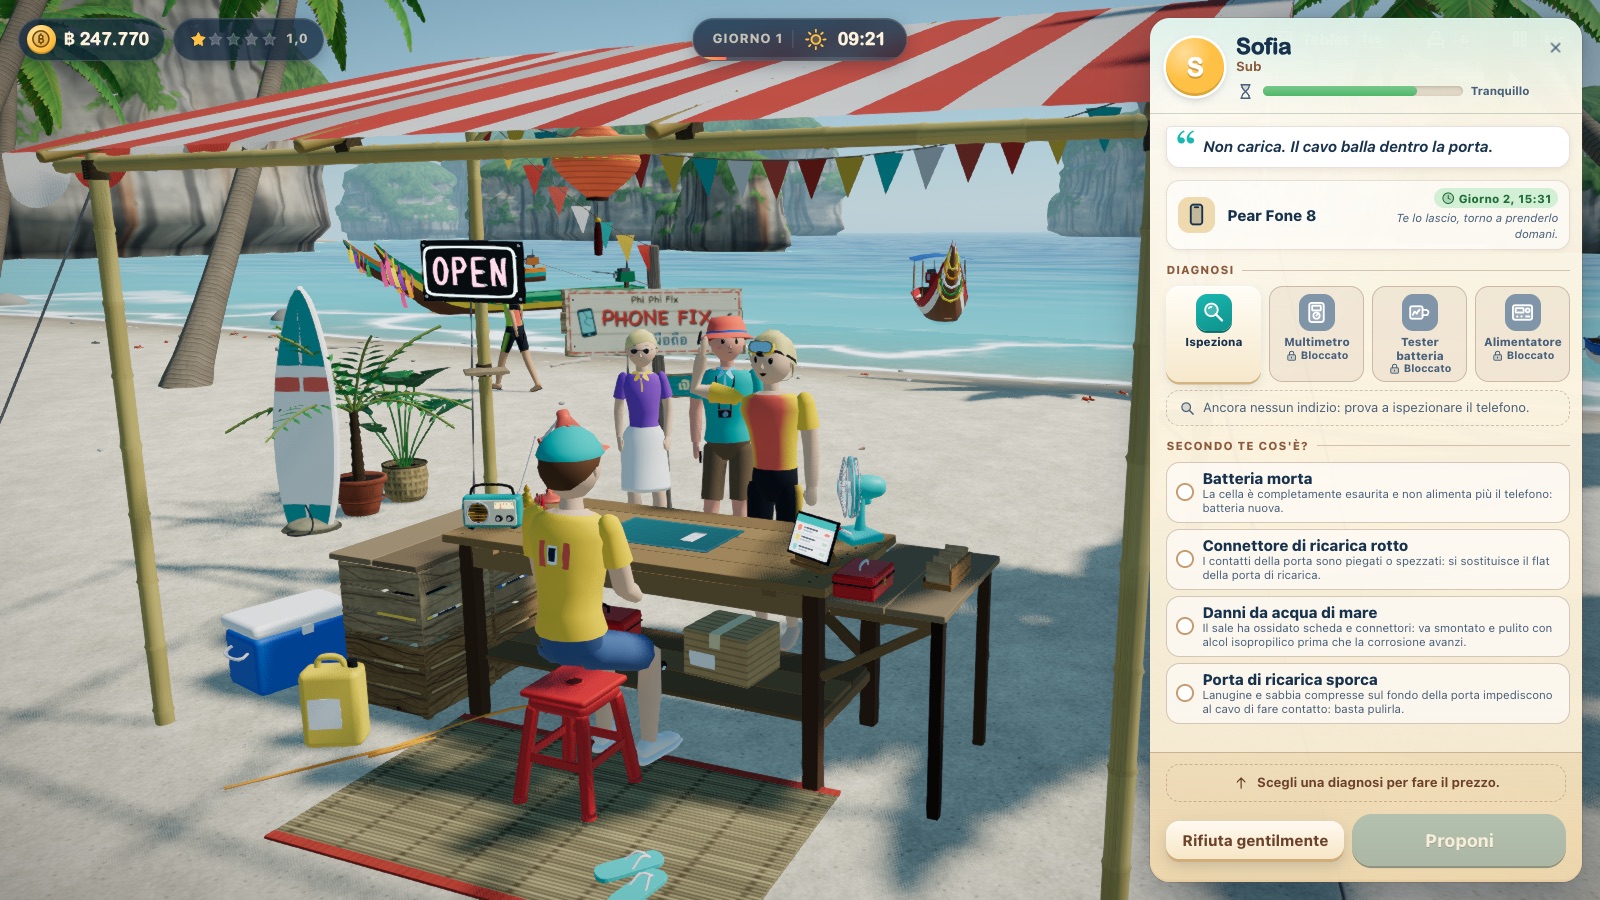 ฿ 247.770
1,0
GIORNO 1
09:21
OPEN
Phi Phi Fix
PHONE FIX
S
Sofia
Sub
Tranquillo
“ Non carica. Il cavo balla dentro la porta.
Pear Fone 8
Giorno 2, 15:31
Te lo lascio, torno a prenderlo
domani.
DIAGNOSI
Ispeziona
Multimetro
Bloccato
Tester
batteria
Bloccato
Alimentatore
Bloccato
Ancora nessun indizio: prova a ispezionare il telefono.
SECONDO TE COS'È?
Batteria morta
La cella è completamente esaurita e non alimenta più il telefono:
batteria nuova.
Connettore di ricarica rotto
I contatti della porta sono piegati o spezzati: si sostituisce il flat
della porta di ricarica.
Danni da acqua di mare
Il sale ha ossidato scheda e connettori: va smontato e pulito con
alcol isopropilico prima che la corrosione avanzi.
Porta di ricarica sporca
Lanugine e sabbia compresse sul fondo della porta impediscono
al cavo di fare contatto: basta pulirla.
Scegli una diagnosi per fare il prezzo.
Rifiuta gentilmente
Proponi